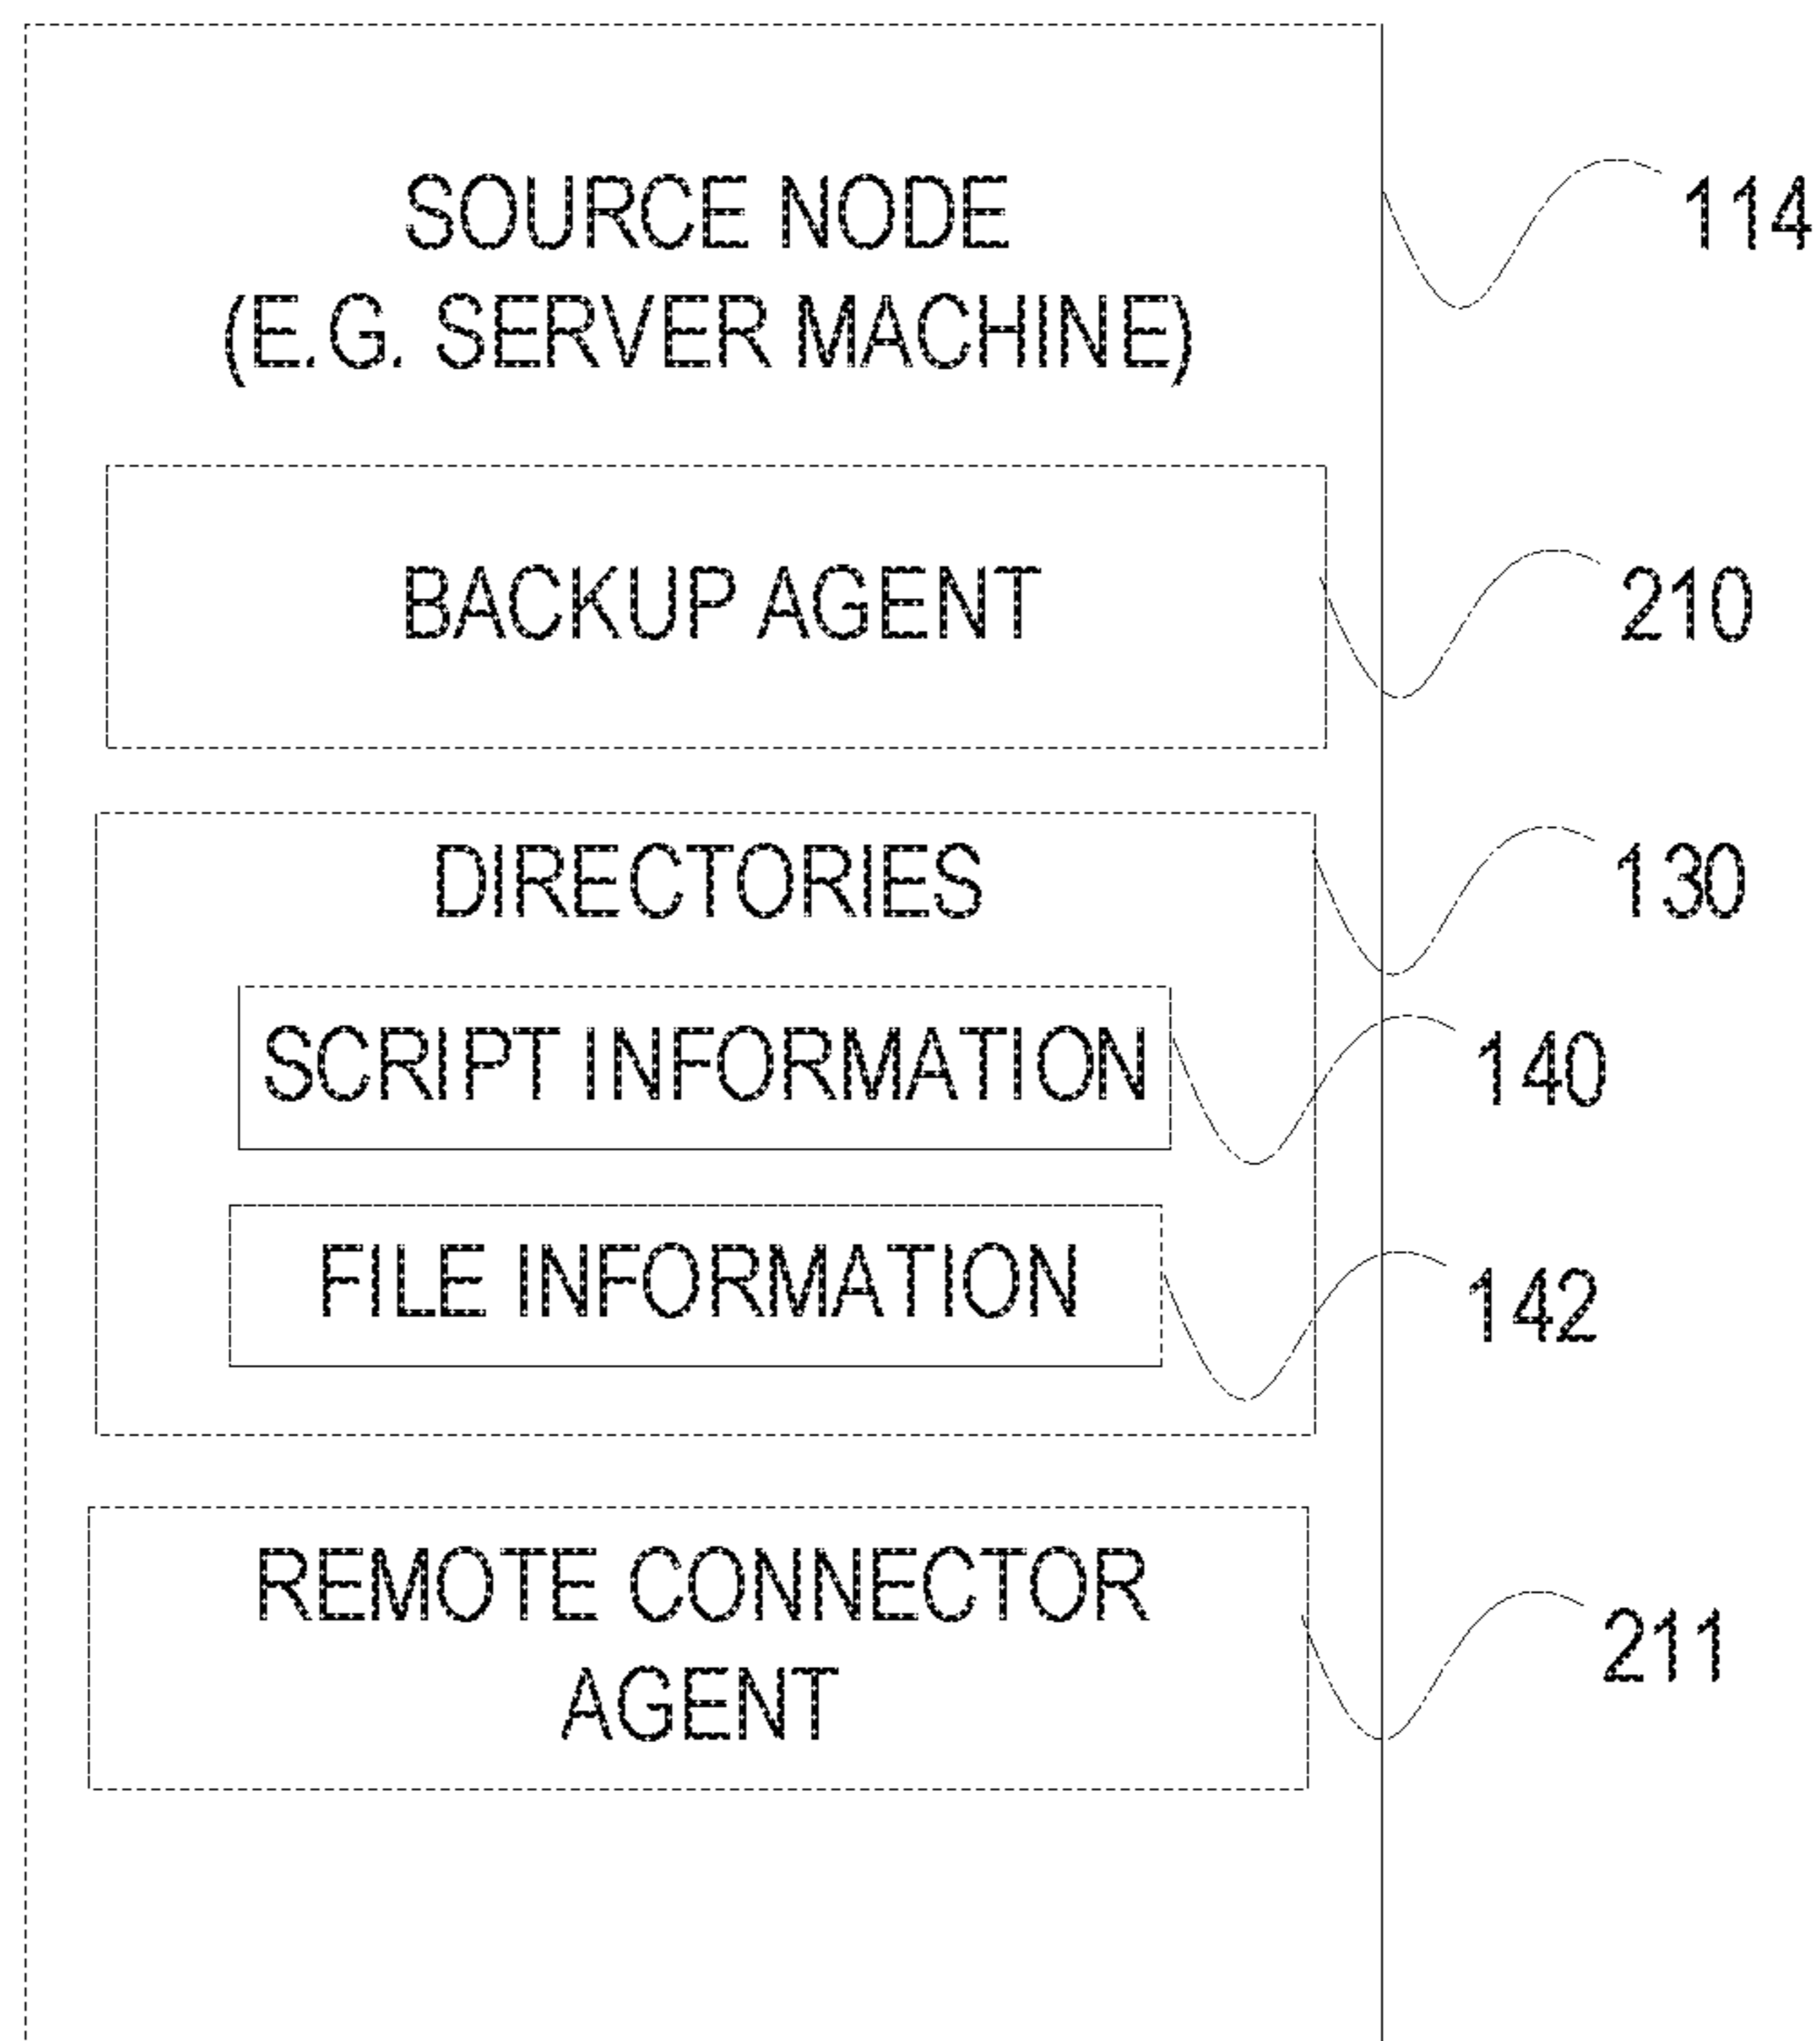 SOURCE NODE
114
(E.G. SERVER MACHINE)
BACKUP AGENT
210
DIRECTORIES
130
SCRIPT INFORMATION
140
FILE INFORMATION
142
REMOTE CONNECTOR
211
AGENT